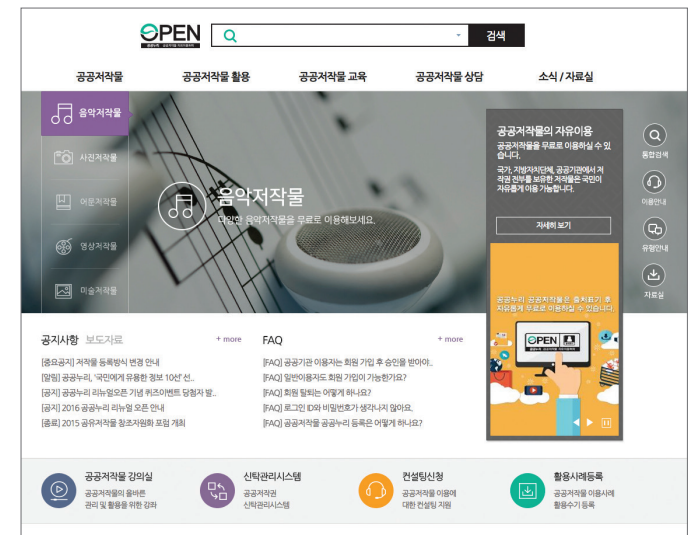 OPEN
검색
공공저작물
공공저작물 활용
공공저작물 교육
공공저작물 상담
소식 / 자료실
음악저작물
사진저작물
어문저작물
영상저작물
미술저작물
음악저작물
다양한 음악저작물을 무료로 이용해보세요.
공공저작물의 자유이용
공공저작물을 무료로 이용하실 수 있
습니다.
국가, 지방자치단체, 공공기관에서 저
작권 전부를 보유한 저작물은 국민이
자유롭게 이용 가능합니다.
자세히 보기
통합검색
이용안내
유형안내
자료실
공공누리 공공저작물은 출처표기 후
자유롭게 무료로 이용하실 수 있습니다.
OPEN
공지사항 보도자료 + more
[중요공지] 저작물 등록방식 변경 안내
[알림] 공공누리, '국민에게 유용한 정보 10선' 선..
[공지] 공공누리 리뉴얼오픈 기념 퀴즈이벤트 당첨자 발..
[공지] 2016 공공누리 리뉴얼 오픈 안내
[종료] 2015 공유저작물 창조자원화 포럼 개최
FAQ + more
[FAQ] 공공기관 이용자는 회원 가입 후 승인을 받아야..
[FAQ] 일반이용자도 회원 가입이 가능한가요?
[FAQ] 회원 탈퇴는 어떻게 하나요?
[FAQ] 로그인 ID와 비밀번호가 생각나지 않아요.
[FAQ] 공공저작물 공공누리 등록은 어떻게 하나요?
공공저작물 강의실
공공저작물의 올바른
관리 및 활용을 위한 강좌
신탁관리시스템
공공저작권
신탁관리시스템
컨설팅신청
공공저작물 이용에
대한 컨설팅 지원
활용사례등록
공공저작물 이용사례
활용수기 등록